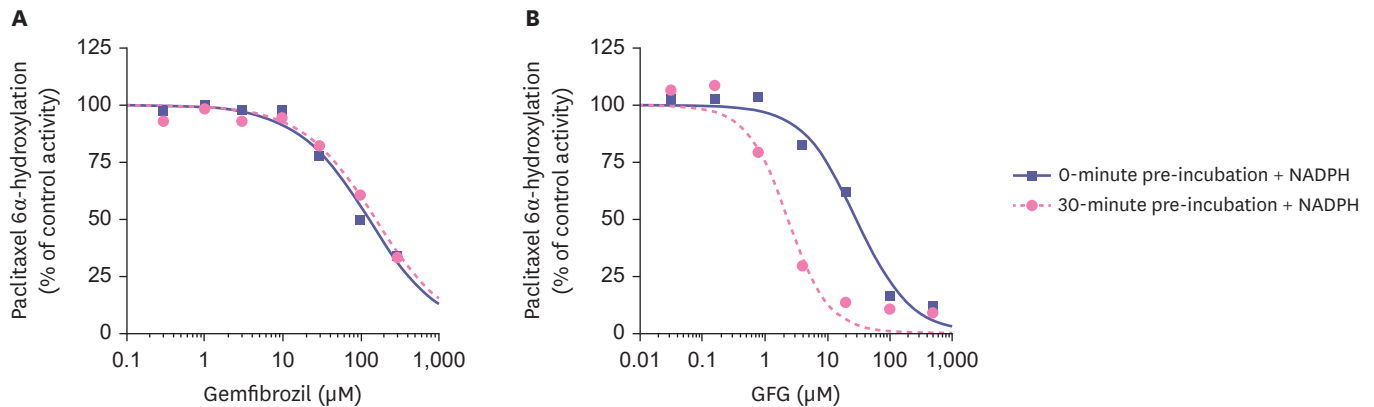 A
Paclitaxel 6α-hydroxylation
(% of control activity)
125
100
75
50
25
0
0.1
1
10
100
1,000
Gemfibrozil (µM)
B
Paclitaxel 6α-hydroxylation
(% of control activity)
125
100
75
50
25
0
0.01
0.1
1
10
100
1,000
GFG (µM)
0-minute pre-incubation + NADPH
30-minute pre-incubation + NADPH